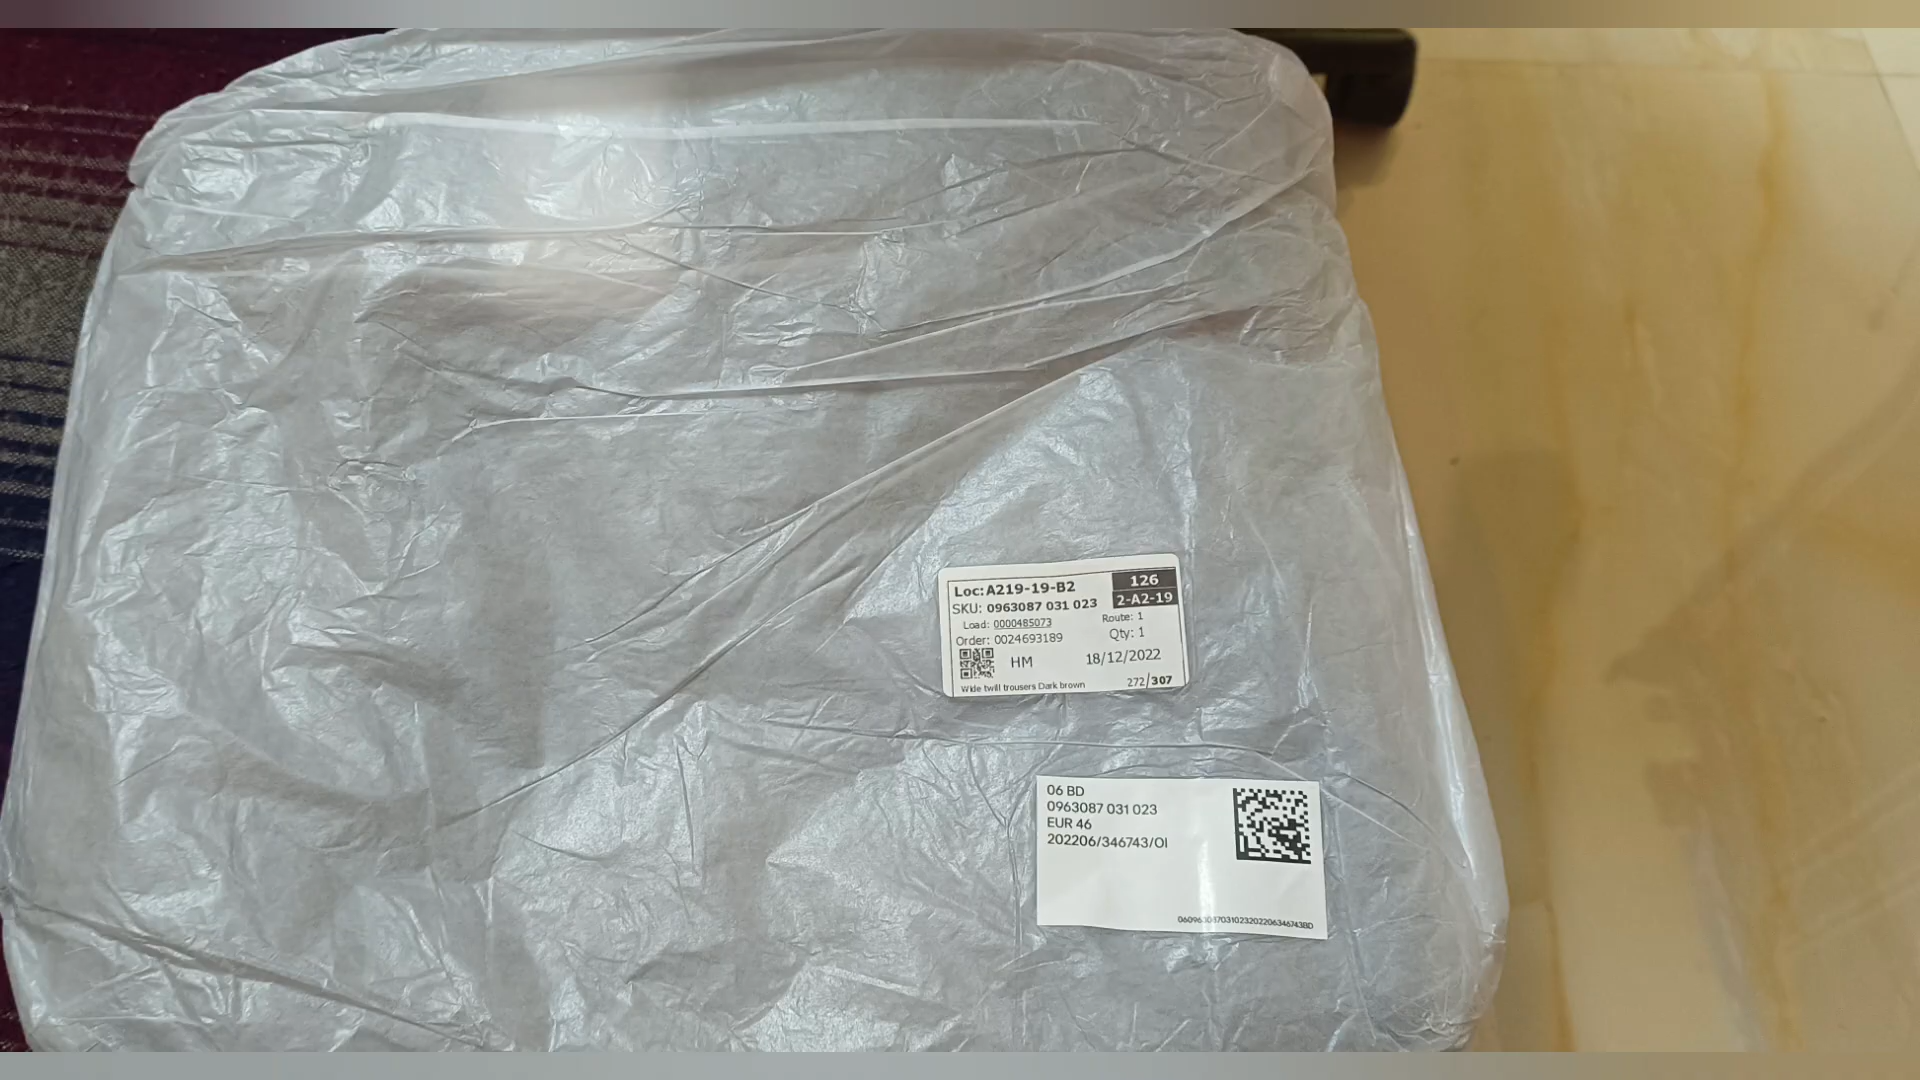 Loc: A219-19-B2
126
SKU: 0963087 031 023
2-A2-19
Load: 0000485073
Route: 1
Order: 0024693189
Qty: 1
HM
18/12/2022
Wide twill trousers Dark brown
272/307
06 BD
0963087 031 023
EUR 46
202206/346743/OI
06096308703102320220634674​3BD